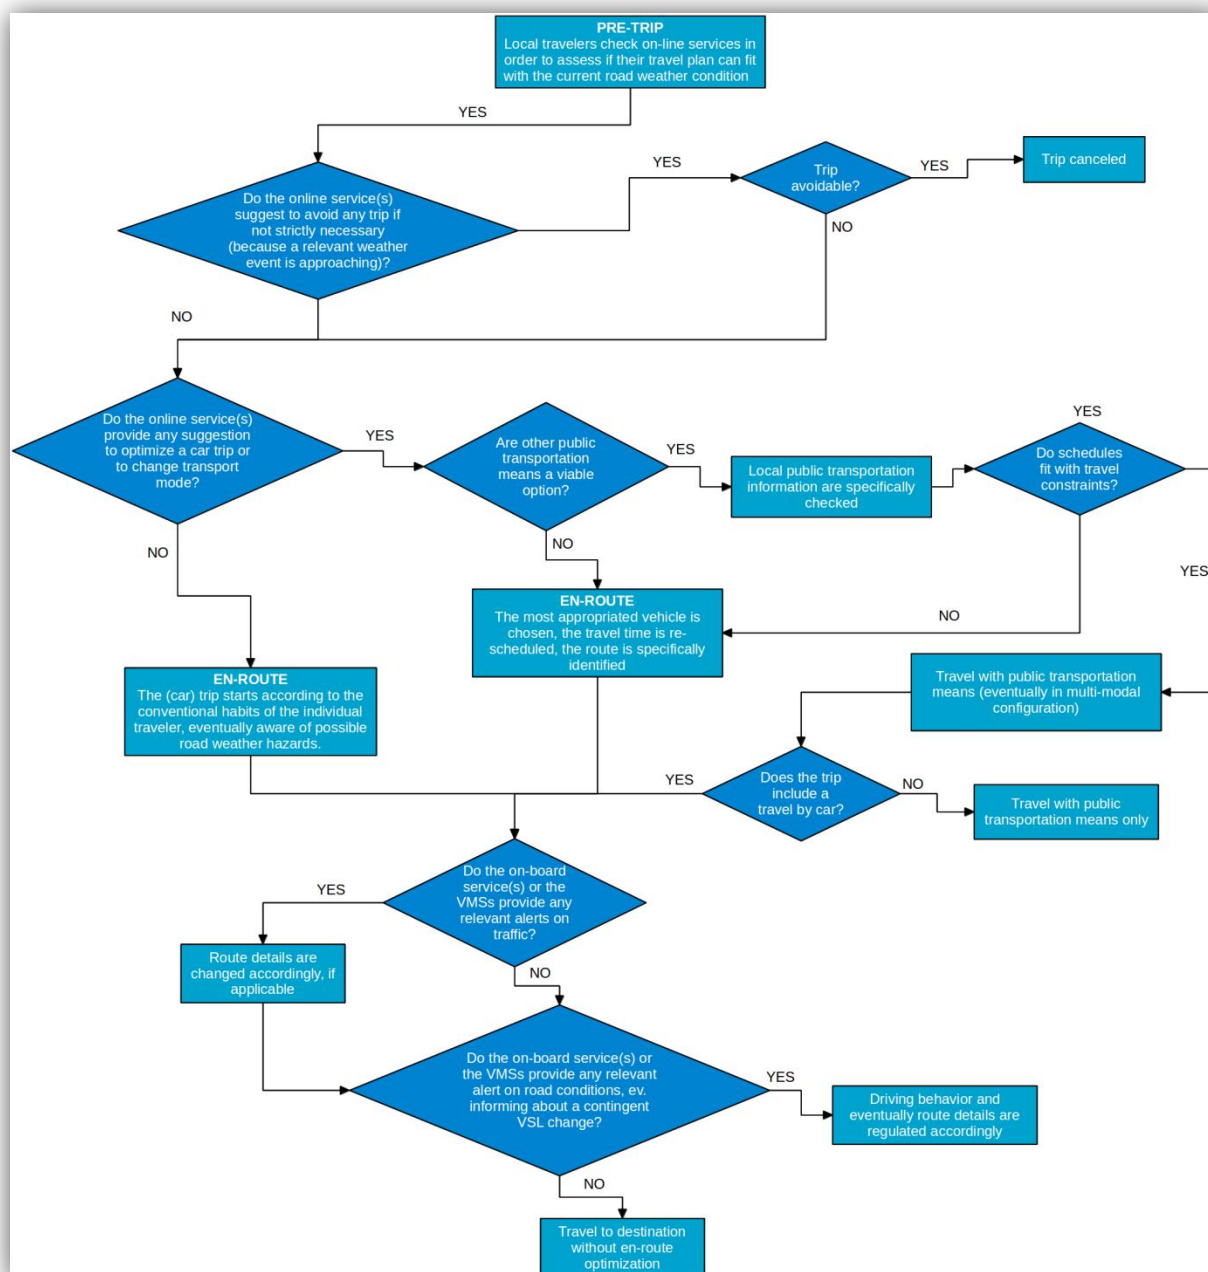 PRE-TRIP
Local travelers check on-line services in
order to assess if their travel plan can fit
with the current road weather condition
YES
Do the online service(s)
suggest to avoid any trip if
not strictly necessary
(because a relevant weather
event is approaching)?
YES
Trip
avoidable?
YES
Trip canceled
NO
NO
Do the online service(s)
provide any suggestion
to optimize a car trip or
to change transport
mode?
YES
Are other public
transportation
means a viable
option?
YES
Local public transportation
information are specifically
checked
YES
Do schedules
fit with travel
constraints?
NO
NO
YES
EN-ROUTE
The most appropriated vehicle is
chosen, the travel time is re-
scheduled, the route is specifically
identified
NO
EN-ROUTE
The (car) trip starts according to the
conventional habits of the individual
traveler, eventually aware of possible
road weather hazards.
Travel with public transportation
means (eventually in multi-modal
configuration)
YES
Does the trip
include a
travel by car?
NO
Travel with public
transportation means only
YES
Do the on-board
service(s) or the
VMSs provide any
relevant alerts on
traffic?
Route details are
changed accordingly, if
applicable
NO
Do the on-board service(s) or
the VMSs provide any relevant
alert on road conditions, ev.
informing about a contingent
VSL change?
YES
Driving behavior and
eventually route details are
regulated accordingly
NO
Travel to destination
without en-route
optimization